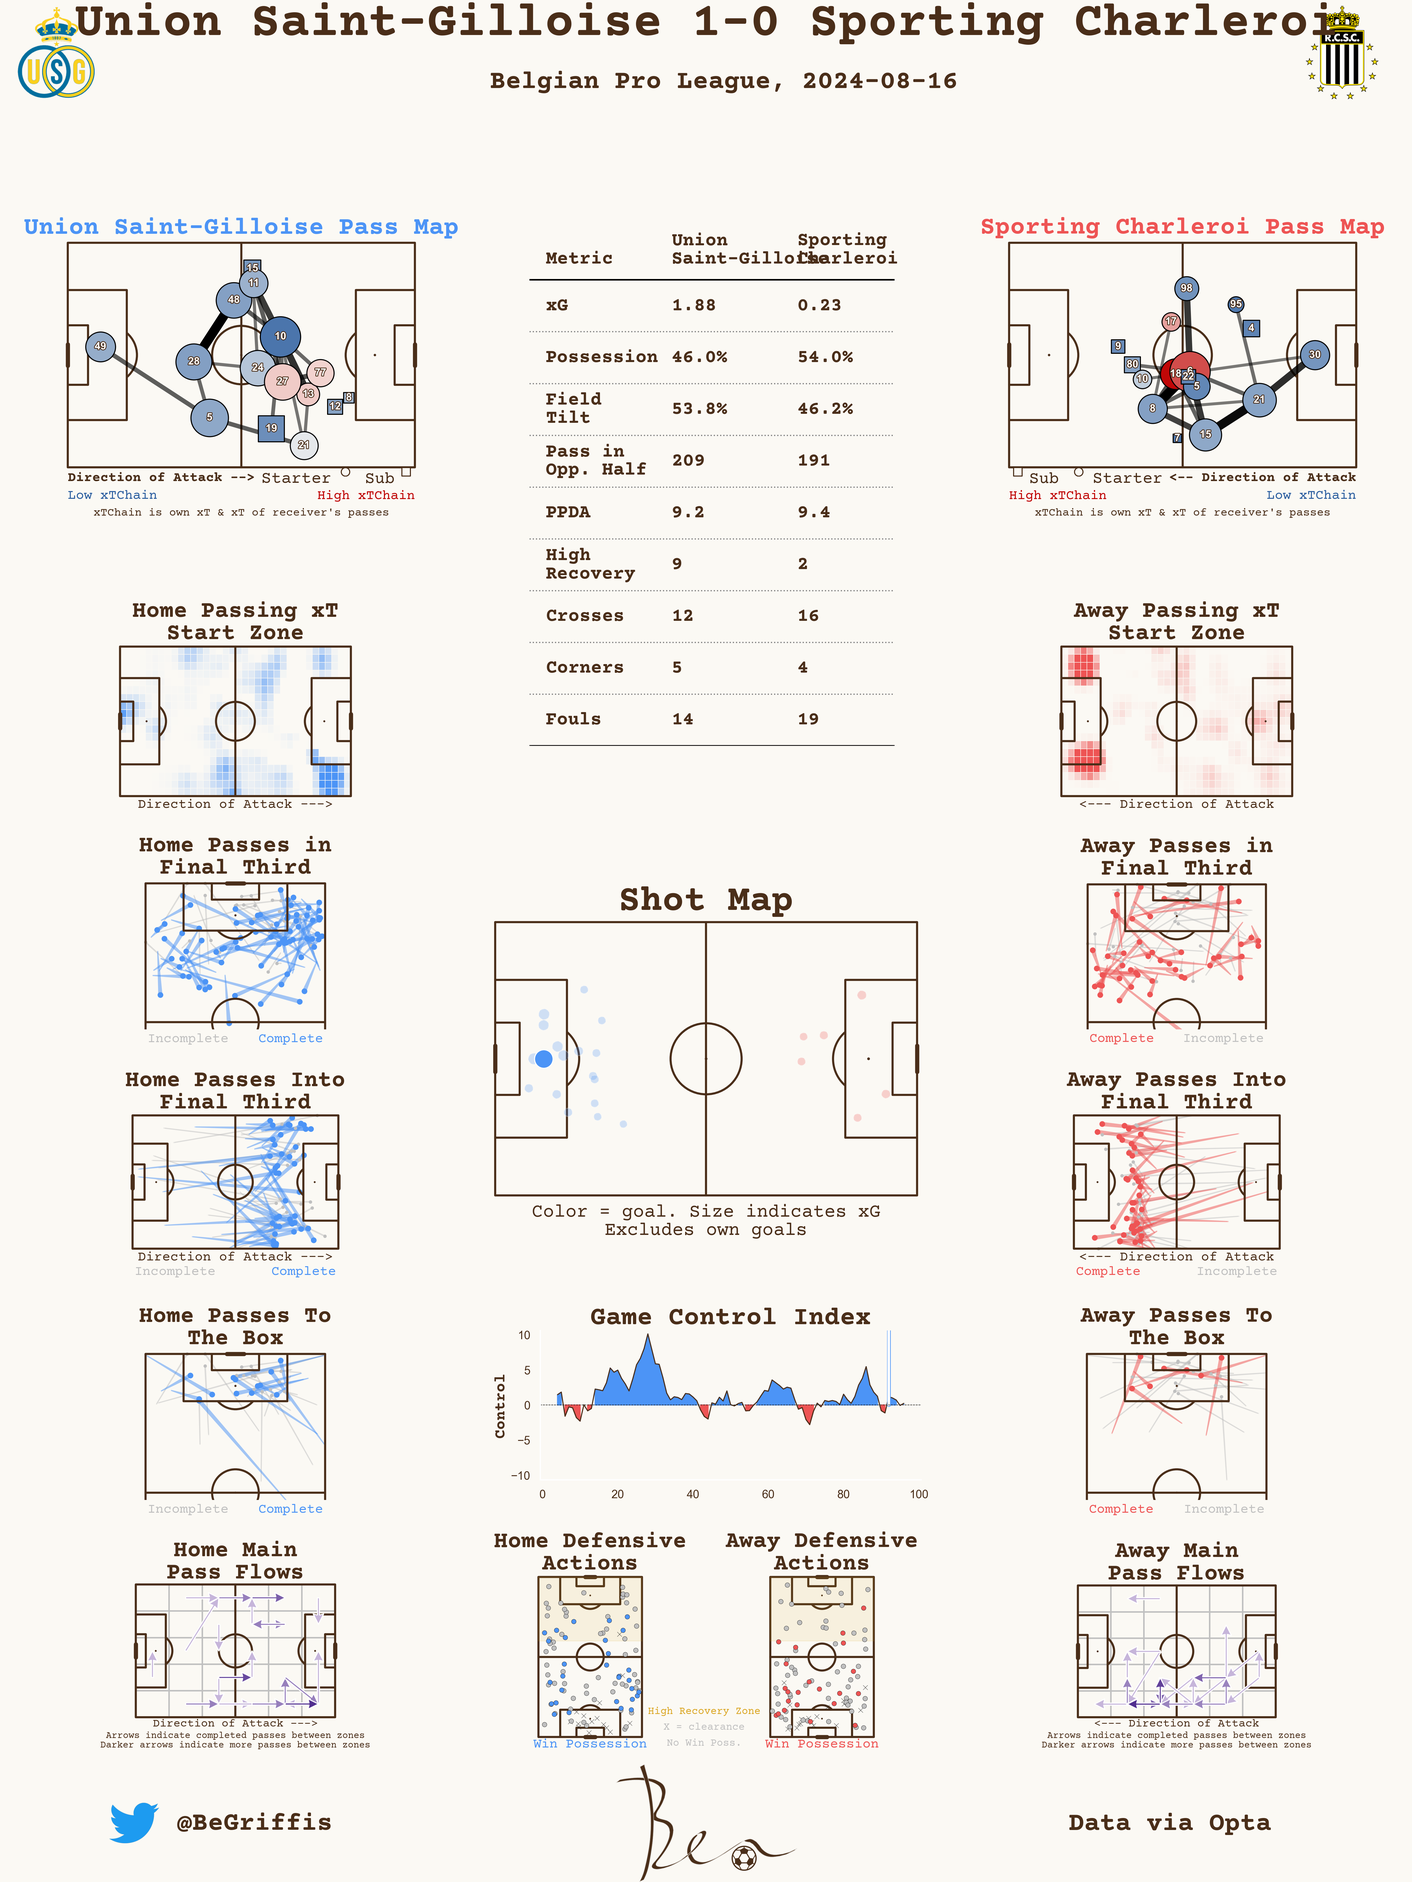 Union Saint-Gilloise 1-0 Sporting Charleroi
Belgian Pro League, 2024-08-16
USG
R.C.S.C.
Union Saint-Gilloise Pass Map
15
11
48
10
49
28
24
27
77
13
8
12
5
19
21
Direction of Attack --> Starter Sub
Low xTChain High xTChain
xTChain is own xT & xT of receiver's passes
Metric Union Saint-Gilloise Sporting Charleroi
xG 1.88 0.23
Possession 46.0% 54.0%
Field Tilt 53.8% 46.2%
Pass in Opp. Half 209 191
PPDA 9.2 9.4
High Recovery 9 2
Crosses 12 16
Corners 5 4
Fouls 14 19
Sporting Charleroi Pass Map
98
95
17
4
9
30
80
10
18
6
22
5
21
8
15
7
Sub Starter <-- Direction of Attack
High xTChain Low xTChain
xTChain is own xT & xT of receiver's passes
Home Passing xT
Start Zone
Direction of Attack --->
Away Passing xT
Start Zone
<--- Direction of Attack
Home Passes in
Final Third
Incomplete Complete
Shot Map
Color = goal. Size indicates xG
Excludes own goals
Away Passes in
Final Third
Complete Incomplete
Home Passes Into
Final Third
Direction of Attack --->
Incomplete Complete
Away Passes Into
Final Third
<--- Direction of Attack
Complete Incomplete
Home Passes To
The Box
Incomplete Complete
Game Control Index
Control
10
5
0
−5
−10
0 20 40 60 80 100
Away Passes To
The Box
Complete Incomplete
Home Main
Pass Flows
Direction of Attack --->
Arrows indicate completed passes between zones
Darker arrows indicate more passes between zones
Home Defensive
Actions
Win Possession
High Recovery Zone
X = clearance
No Win Poss.
Away Defensive
Actions
Win Possession
Away Main
Pass Flows
<--- Direction of Attack
Arrows indicate completed passes between zones
Darker arrows indicate more passes between zones
@BeGriffis
Ben
Data via Opta